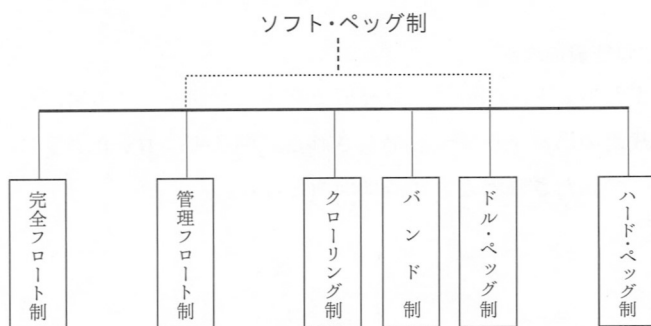 ソフト・ペッグ制
完全フロート制
管理フロート制
クローリング制
バンド制
ドル・ペッグ制
ハード・ペッグ制